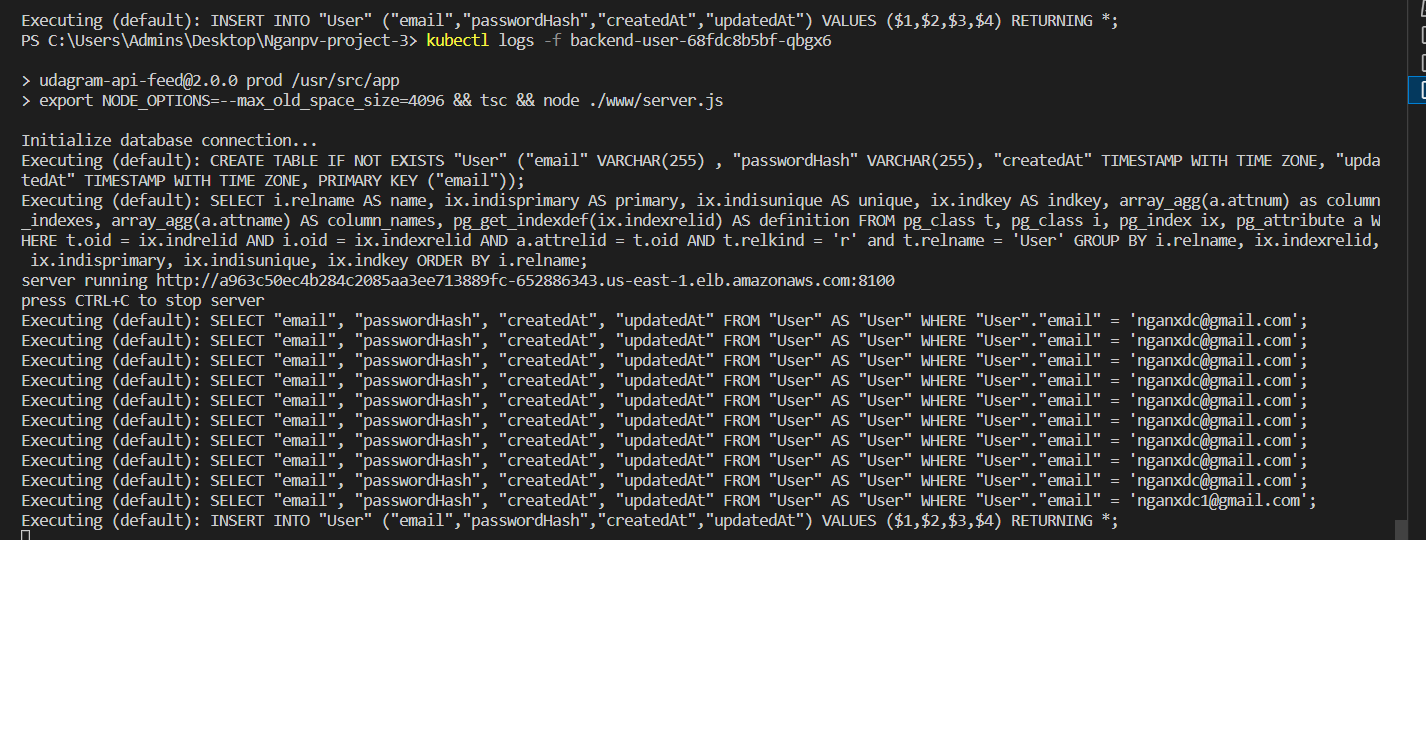 Executing (default): INSERT INTO "User" ("email","passwordHash","createdAt","updatedAt") VALUES ($1,$2,$3,$4) RETURNING *;
PS C:\Users\Admins\Desktop\Nganpv-project-3> kubectl logs -f backend-user-68fdc8b5bf-qbgx6
> udagram-api-feed@2.0.0 prod /usr/src/app
> export NODE_OPTIONS=--max_old_space_size=4096 && tsc && node ./www/server.js
Initialize database connection...
Executing (default): CREATE TABLE IF NOT EXISTS "User" ("email" VARCHAR(255) , "passwordHash" VARCHAR(255), "createdAt" TIMESTAMP WITH TIME ZONE, "upda
tedAt" TIMESTAMP WITH TIME ZONE, PRIMARY KEY ("email"));
Executing (default): SELECT i.relname AS name, ix.indisprimary AS primary, ix.indisunique AS unique, ix.indkey AS indkey, array_agg(a.attnum) as column
_indexes, array_agg(a.attname) AS column_names, pg_get_indexdef(ix.indexrelid) AS definition FROM pg_class t, pg_class i, pg_index ix, pg_attribute a W
HERE t.oid = ix.indrelid AND i.oid = ix.indexrelid AND a.attrelid = t.oid AND t.relkind = 'r' and t.relname = 'User' GROUP BY i.relname, ix.indexrelid,
ix.indisprimary, ix.indisunique, ix.indkey ORDER BY i.relname;
server running http://a963c50ec4b284c2085aa3ee713889fc-652886343.us-east-1.elb.amazonaws.com:8100
press CTRL+C to stop server
Executing (default): SELECT "email", "passwordHash", "createdAt", "updatedAt" FROM "User" AS "User" WHERE "User"."email" = 'nganxdc@gmail.com';
Executing (default): SELECT "email", "passwordHash", "createdAt", "updatedAt" FROM "User" AS "User" WHERE "User"."email" = 'nganxdc@gmail.com';
Executing (default): SELECT "email", "passwordHash", "createdAt", "updatedAt" FROM "User" AS "User" WHERE "User"."email" = 'nganxdc@gmail.com';
Executing (default): SELECT "email", "passwordHash", "createdAt", "updatedAt" FROM "User" AS "User" WHERE "User"."email" = 'nganxdc@gmail.com';
Executing (default): SELECT "email", "passwordHash", "createdAt", "updatedAt" FROM "User" AS "User" WHERE "User"."email" = 'nganxdc@gmail.com';
Executing (default): SELECT "email", "passwordHash", "createdAt", "updatedAt" FROM "User" AS "User" WHERE "User"."email" = 'nganxdc@gmail.com';
Executing (default): SELECT "email", "passwordHash", "createdAt", "updatedAt" FROM "User" AS "User" WHERE "User"."email" = 'nganxdc@gmail.com';
Executing (default): SELECT "email", "passwordHash", "createdAt", "updatedAt" FROM "User" AS "User" WHERE "User"."email" = 'nganxdc@gmail.com';
Executing (default): SELECT "email", "passwordHash", "createdAt", "updatedAt" FROM "User" AS "User" WHERE "User"."email" = 'nganxdc@gmail.com';
Executing (default): SELECT "email", "passwordHash", "createdAt", "updatedAt" FROM "User" AS "User" WHERE "User"."email" = 'nganxdc1@gmail.com';
Executing (default): INSERT INTO "User" ("email","passwordHash","createdAt","updatedAt") VALUES ($1,$2,$3,$4) RETURNING *;